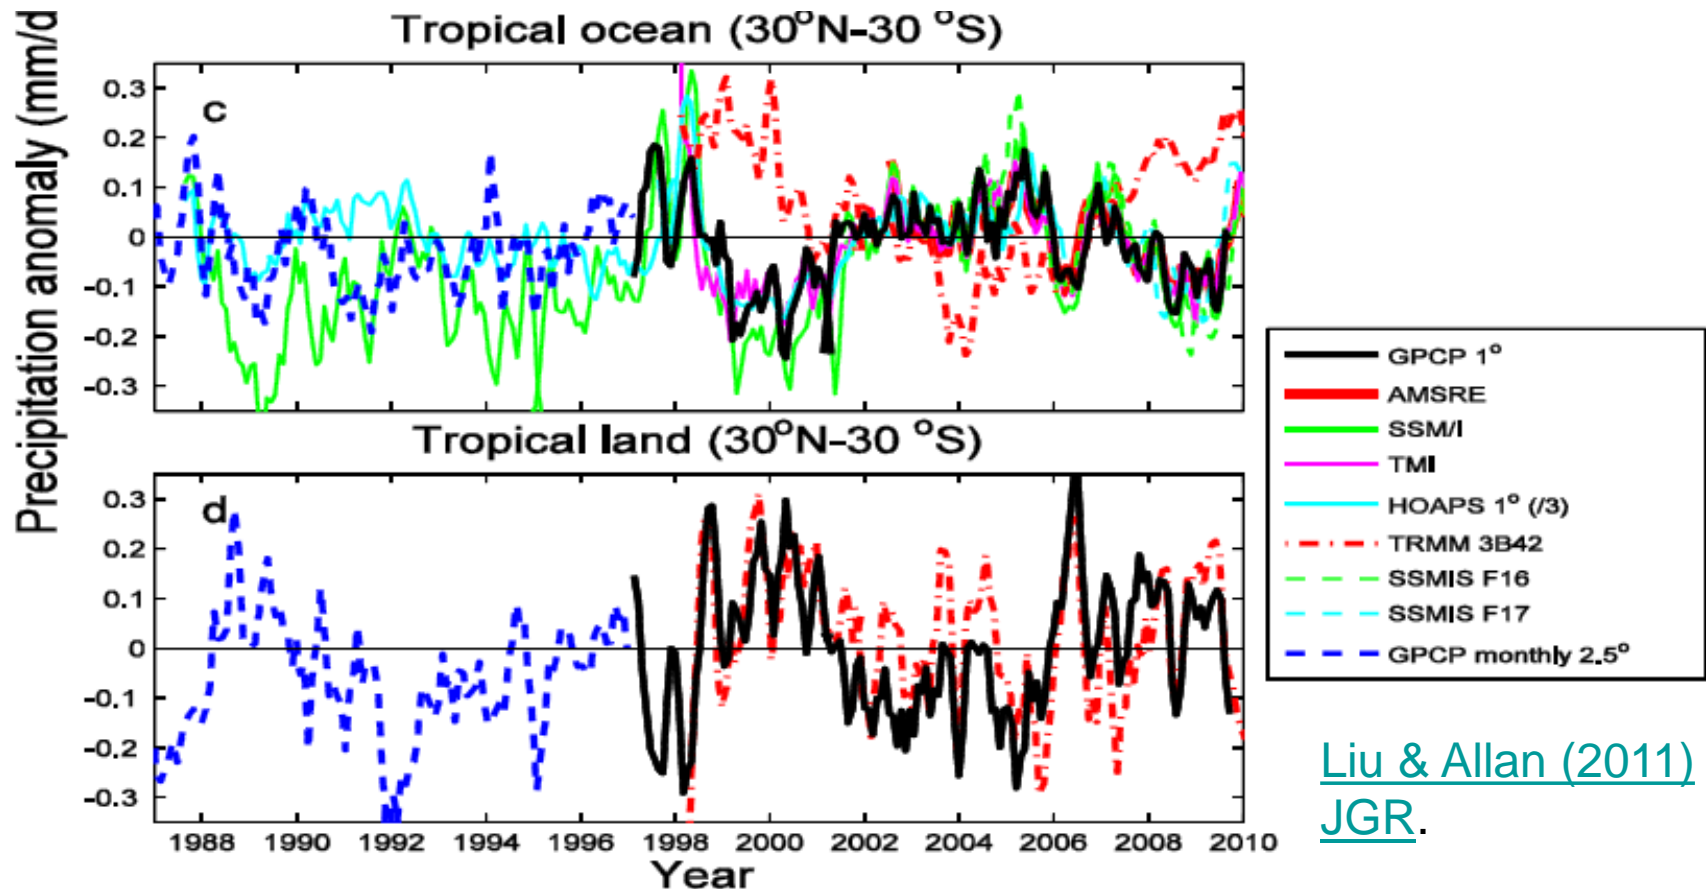 Precipitation anomaly (mm/d
Tropical ocean (30°N-30 °S)
c
0.3
0.2
0.1
0
-0.1
-0.2
-0.3
Tropical land (30°N-30 °S)
d
0.3
0.2
0.1
0
-0.1
-0.2
-0.3
1988 1990 1992 1994 1996 1998 2000 2002 2004 2006 2008 2010
Year
GPCP 1°
AMSRE
SSM/I
TMI
HOAPS 1° (/3)
TRMM 3B42
SSMIS F16
SSMIS F17
GPCP monthly 2.5°
Liu & Allan (2011)
JGR.